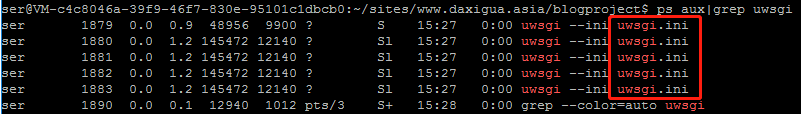 ser@VM-c4c8046a-39f9-46f7-830e-95101c1dbcb0:~/sites/www.daxigua.asia/blogproject$ ps aux|grep uwsgi
ser 1879 0.0 0.9 48956 9900 ? S 15:27 0:00 uwsgi --ini uwsgi.ini
ser 1880 0.0 1.2 145472 12140 ? Sl 15:27 0:00 uwsgi --ini uwsgi.ini
ser 1881 0.0 1.2 145472 12140 ? Sl 15:27 0:00 uwsgi --ini uwsgi.ini
ser 1882 0.0 1.2 145472 12140 ? Sl 15:27 0:00 uwsgi --ini uwsgi.ini
ser 1883 0.0 1.2 145472 12140 ? Sl 15:27 0:00 uwsgi --ini uwsgi.ini
ser 1890 0.0 0.1 12940 1012 pts/3 S+ 15:28 0:00 grep --color=auto uwsgi